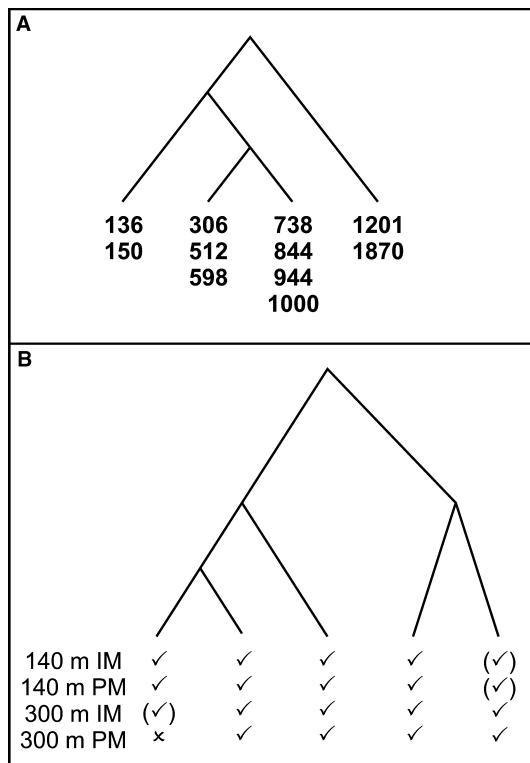 A
136 306 738 1201
150 512 844 1870
598 944
1000
B
140 m IM ✓ ✓ ✓ ✓ (✓)
140 m PM ✓ ✓ ✓ ✓ (✓)
300 m IM (✓) ✓ ✓ ✓ ✓
300 m PM × ✓ ✓ ✓ ✓